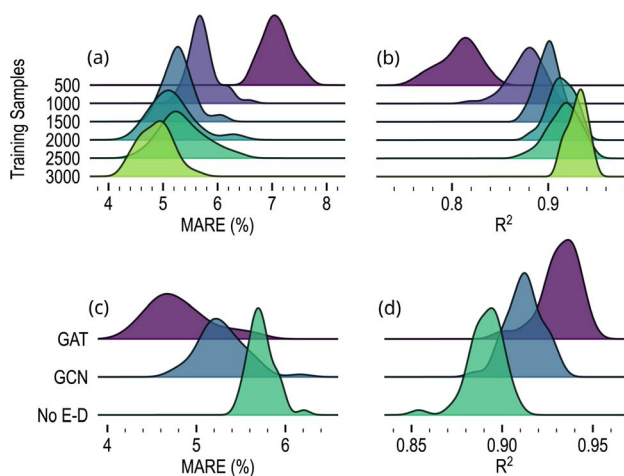 (a)
(b)
Training Samples
500
1000
1500
2000
2500
3000
4 5 6 7 8
MARE (%)
0.8 0.9
R²
(c)
(d)
GAT
GCN
No E-D
4 5 6
MARE (%)
0.85 0.90 0.95
R²